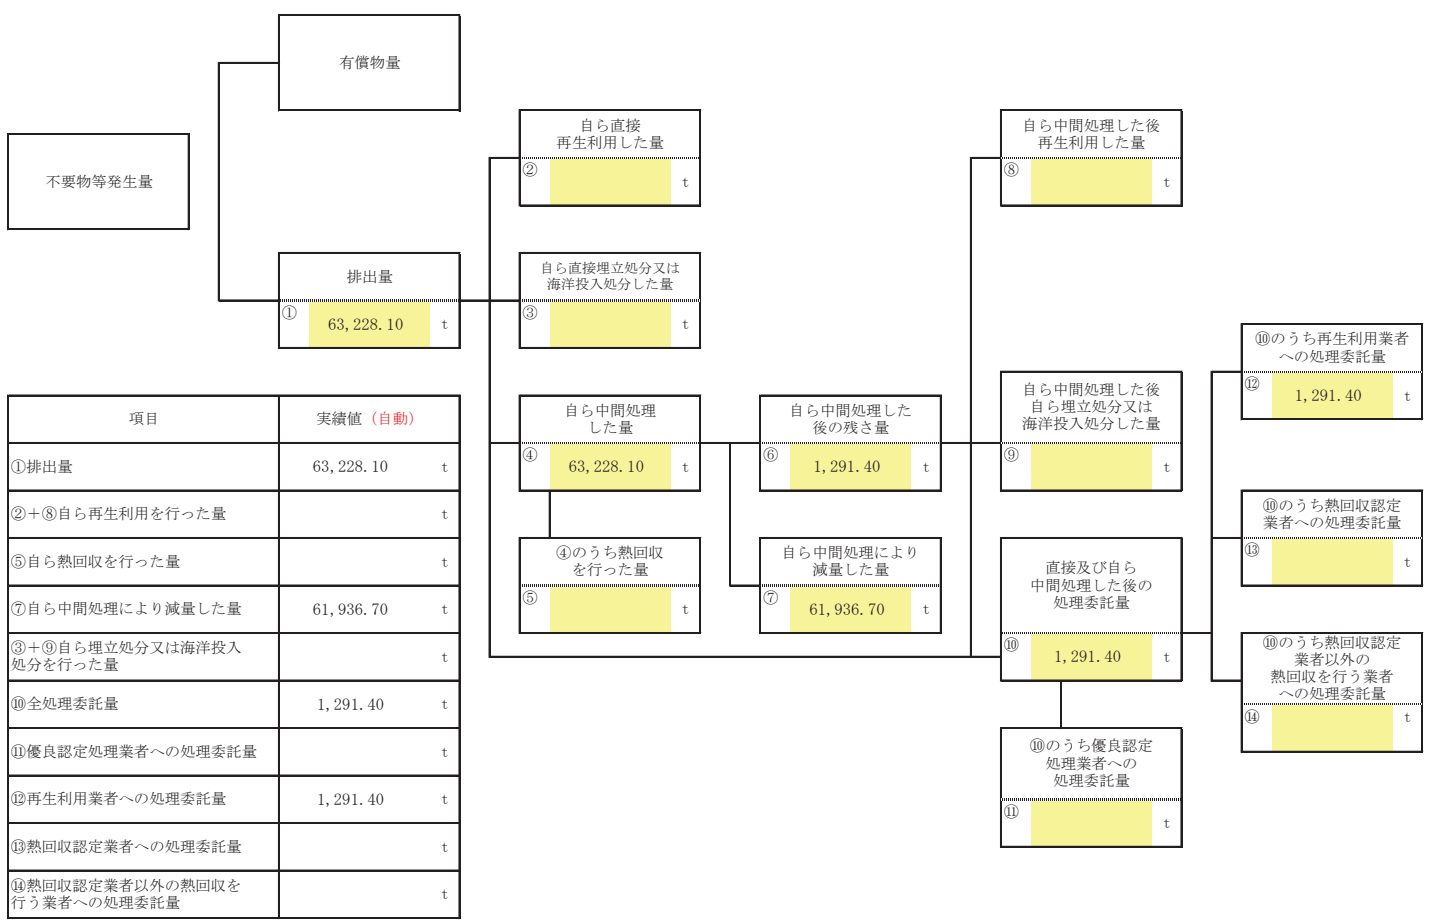 有償物量
不要物等発生量
排出量
① 63,228.10 t
自ら直接
再生利用した量
② t
自ら直接埋立処分又は
海洋投入処分した量
③ t
自ら中間処理
した量
④ 63,228.10 t
④のうち熱回収
を行った量
⑤ t
自ら中間処理した
後の残さ量
⑥ 1,291.40 t
自ら中間処理により
減量した量
⑦ 61,936.70 t
自ら中間処理した後
再生利用した量
⑧ t
自ら中間処理した後
自ら埋立処分又は
海洋投入処分した量
⑨ t
直接及び自ら
中間処理した後の
処理委託量
⑩ 1,291.40 t
⑩のうち優良認定
処理業者への
処理委託量
⑪ t
⑩のうち再生利用業者
への処理委託量
⑫ 1,291.40 t
⑩のうち熱回収認定
業者への処理委託量
⑬ t
⑩のうち熱回収認定
業者以外の
熱回収を行う業者
への処理委託量
⑭ t
項目 実績値（自動）
①排出量 63,228.10 t
②＋⑧自ら再生利用を行った量 t
⑤自ら熱回収を行った量 t
⑦自ら中間処理により減量した量 61,936.70 t
③＋⑨自ら埋立処分又は海洋投入
処分を行った量 t
⑩全処理委託量 1,291.40 t
⑪優良認定処理業者への処理委託量 t
⑫再生利用業者への処理委託量 1,291.40 t
⑬熱回収認定業者への処理委託量 t
⑭熱回収認定業者以外の熱回収を
行う業者への処理委託量 t